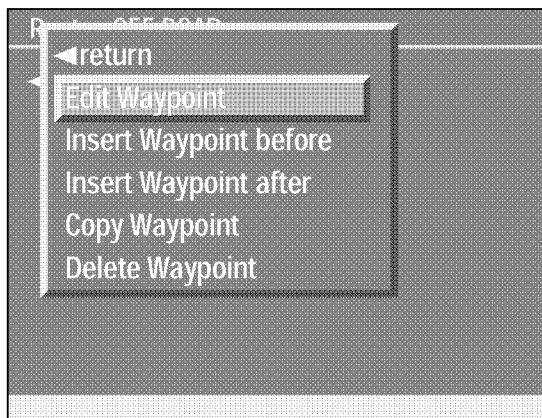 return
Edit Waypoint
Insert Waypoint before
Insert Waypoint after
Copy Waypoint
Delete Waypoint